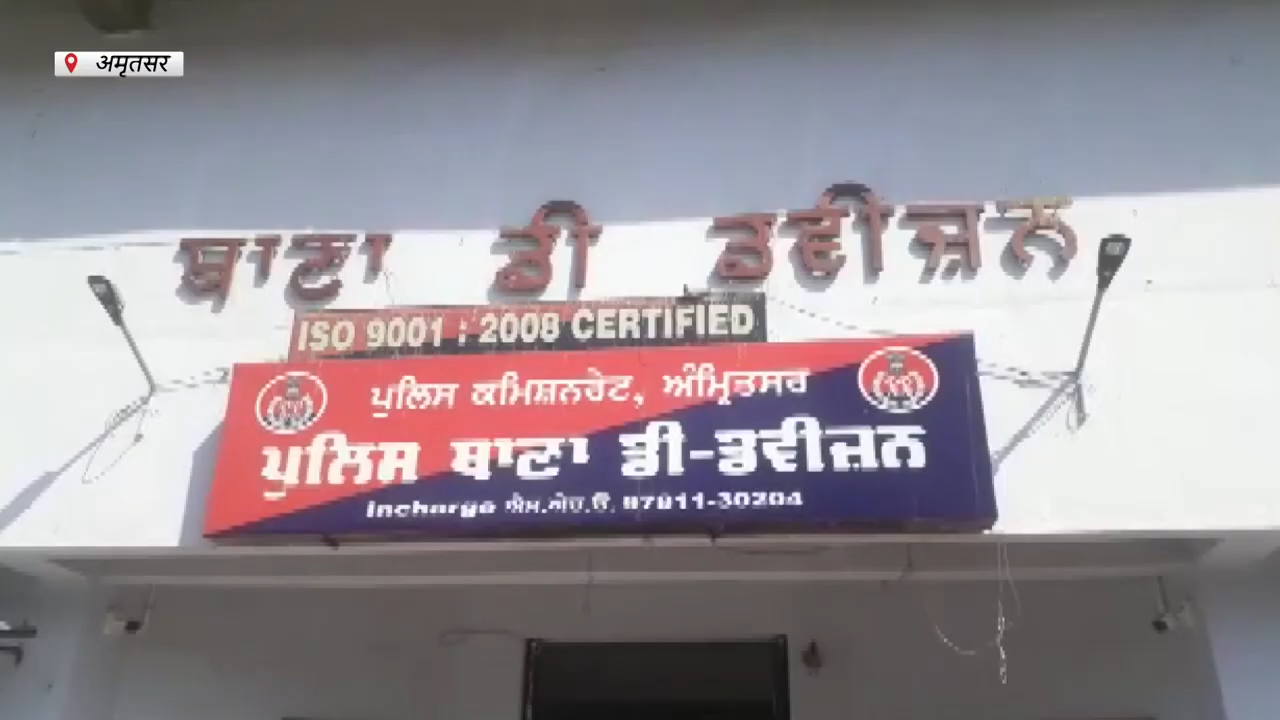 अमृतसर
ਥਾਣਾ ਡੀ ਡਵੀਜ਼ਨ
ISO 9001 : 2008 CERTIFIED
ਪੁਲਿਸ ਕਮਿਸ਼ਨਰੇਟ, ਅੰਮ੍ਰਿਤਸਰ
ਪੁਲਿਸ ਥਾਣਾ ਡੀ-ਡਵੀਜ਼ਨ
Incharge ਐਸ.ਐਚ.ਓ. 97811-30204